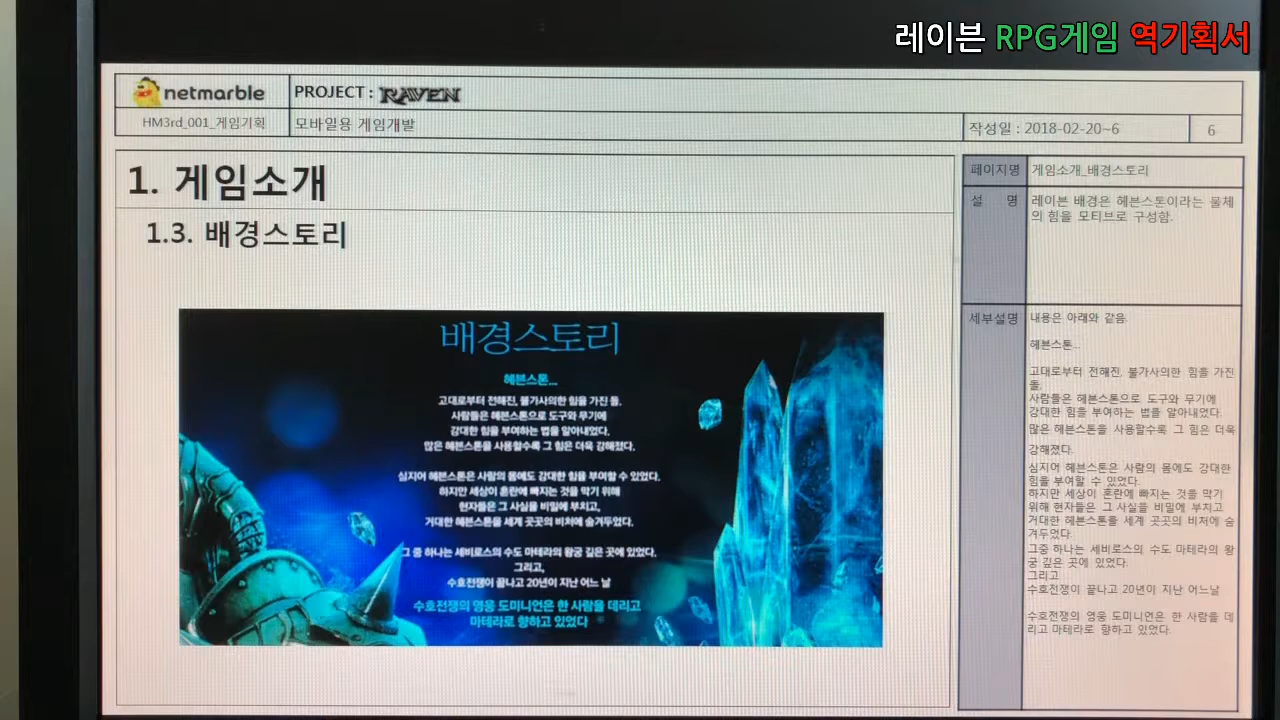 레이븐 RPG게임 역기획서
netmarble
PROJECT : RAVEN
HM3rd_001_게임기획
모바일용 게임개발
작성일 : 2018-02-20~6
6
1. 게임소개
1.3. 배경스토리
배경스토리
헤븐스톤...
고대로부터 전해진, 불가사의한 힘을 가진 돌.
사람들은 헤븐스톤으로 도구와 무기에
강대한 힘을 부여하는 법을 알아내었다.
많은 헤븐스톤을 사용할수록 그 힘은 더욱 강해졌다.
심지어 헤븐스톤은 사람의 몸에도 강대한 힘을 부여할 수 있었다.
하지만 세상이 혼란에 빠지는 것을 막기 위해
현자들은 그 사실을 비밀에 부치고,
거대한 헤븐스톤을 세계 곳곳의 비처에 숨겨두었다.
그 중 하나는 세비로스의 수도 마테라의 왕궁 깊은 곳에 있었다.
그리고,
수호전쟁이 끝나고 20년이 지난 어느 날
수호전쟁의 영웅 도미니언은 한 사람을 데리고
마테라로 향하고 있었다
페이지명
게임소개_배경스토리
설 명
레이븐 배경은 헤븐스톤이라는 물체
의 힘을 모티브로 구성함.
세부설명
내용은 아래와 같음.
헤븐스톤...
고대로부터 전해진, 불가사의한 힘을 가진
돌,
사람들은 헤븐스톤으로 도구와 무기에
강대한 힘을 부여하는 법을 알아내었다.
많은 헤븐스톤을 사용할수록 그 힘은 더욱
강해졌다.
심지어 헤븐스톤은 사람의 몸에도 강대한
힘을 부여할 수 있었다.
하지만 세상이 혼란에 빠지는 것을 막기
위해 현자들은 그 사실을 비밀에 부치고
거대한 헤븐스톤를 세계 곳곳의 비처에 숨
겨두었다.
그중 하나는 세비로스의 수도 마테라의 왕
궁 깊은 곳에 있었다.
그리고
수호전쟁이 끝나고 20년이 지난 어느날
수호전쟁의 영웅 도미니언은 한 사람을 데
리고 마테라로 향하고 있었다.